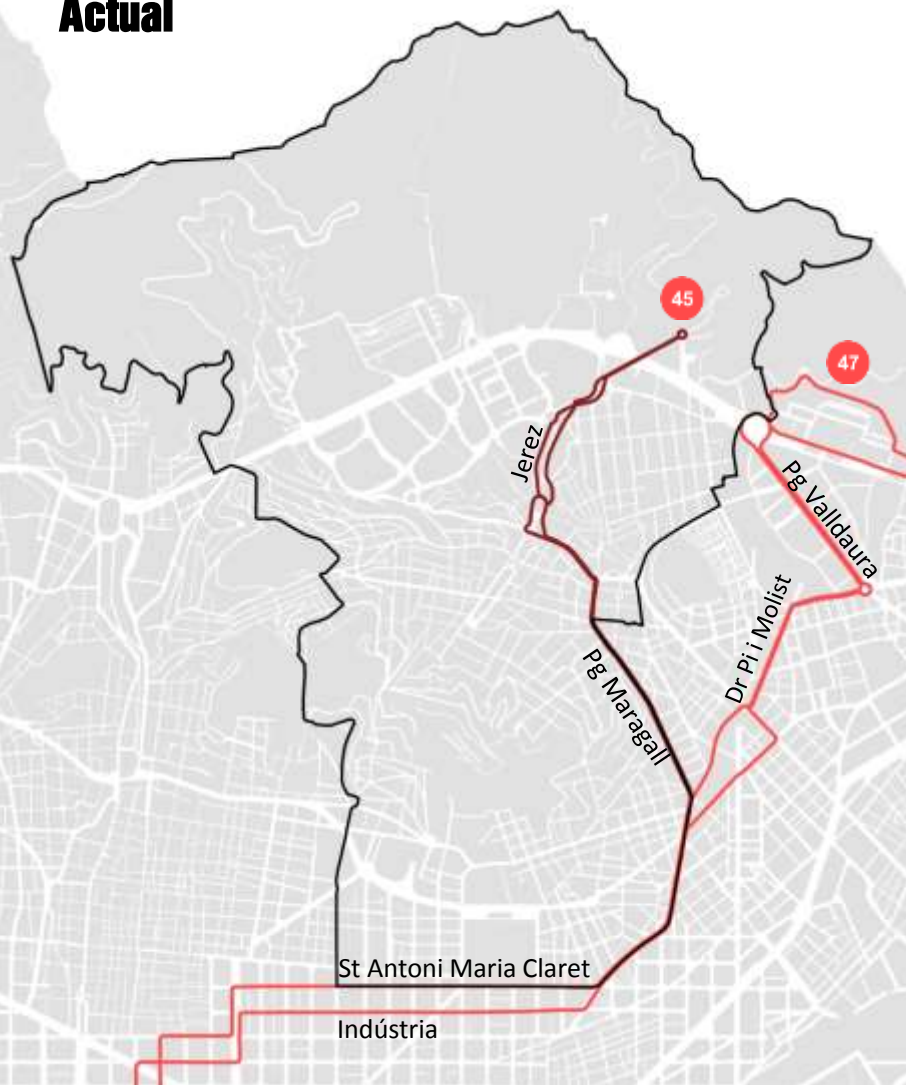 Actual
45
47
Jerez
Pg Valldaura
Dr Pi i Molist
Pg Maragall
St Antoni Maria Claret
Indústria